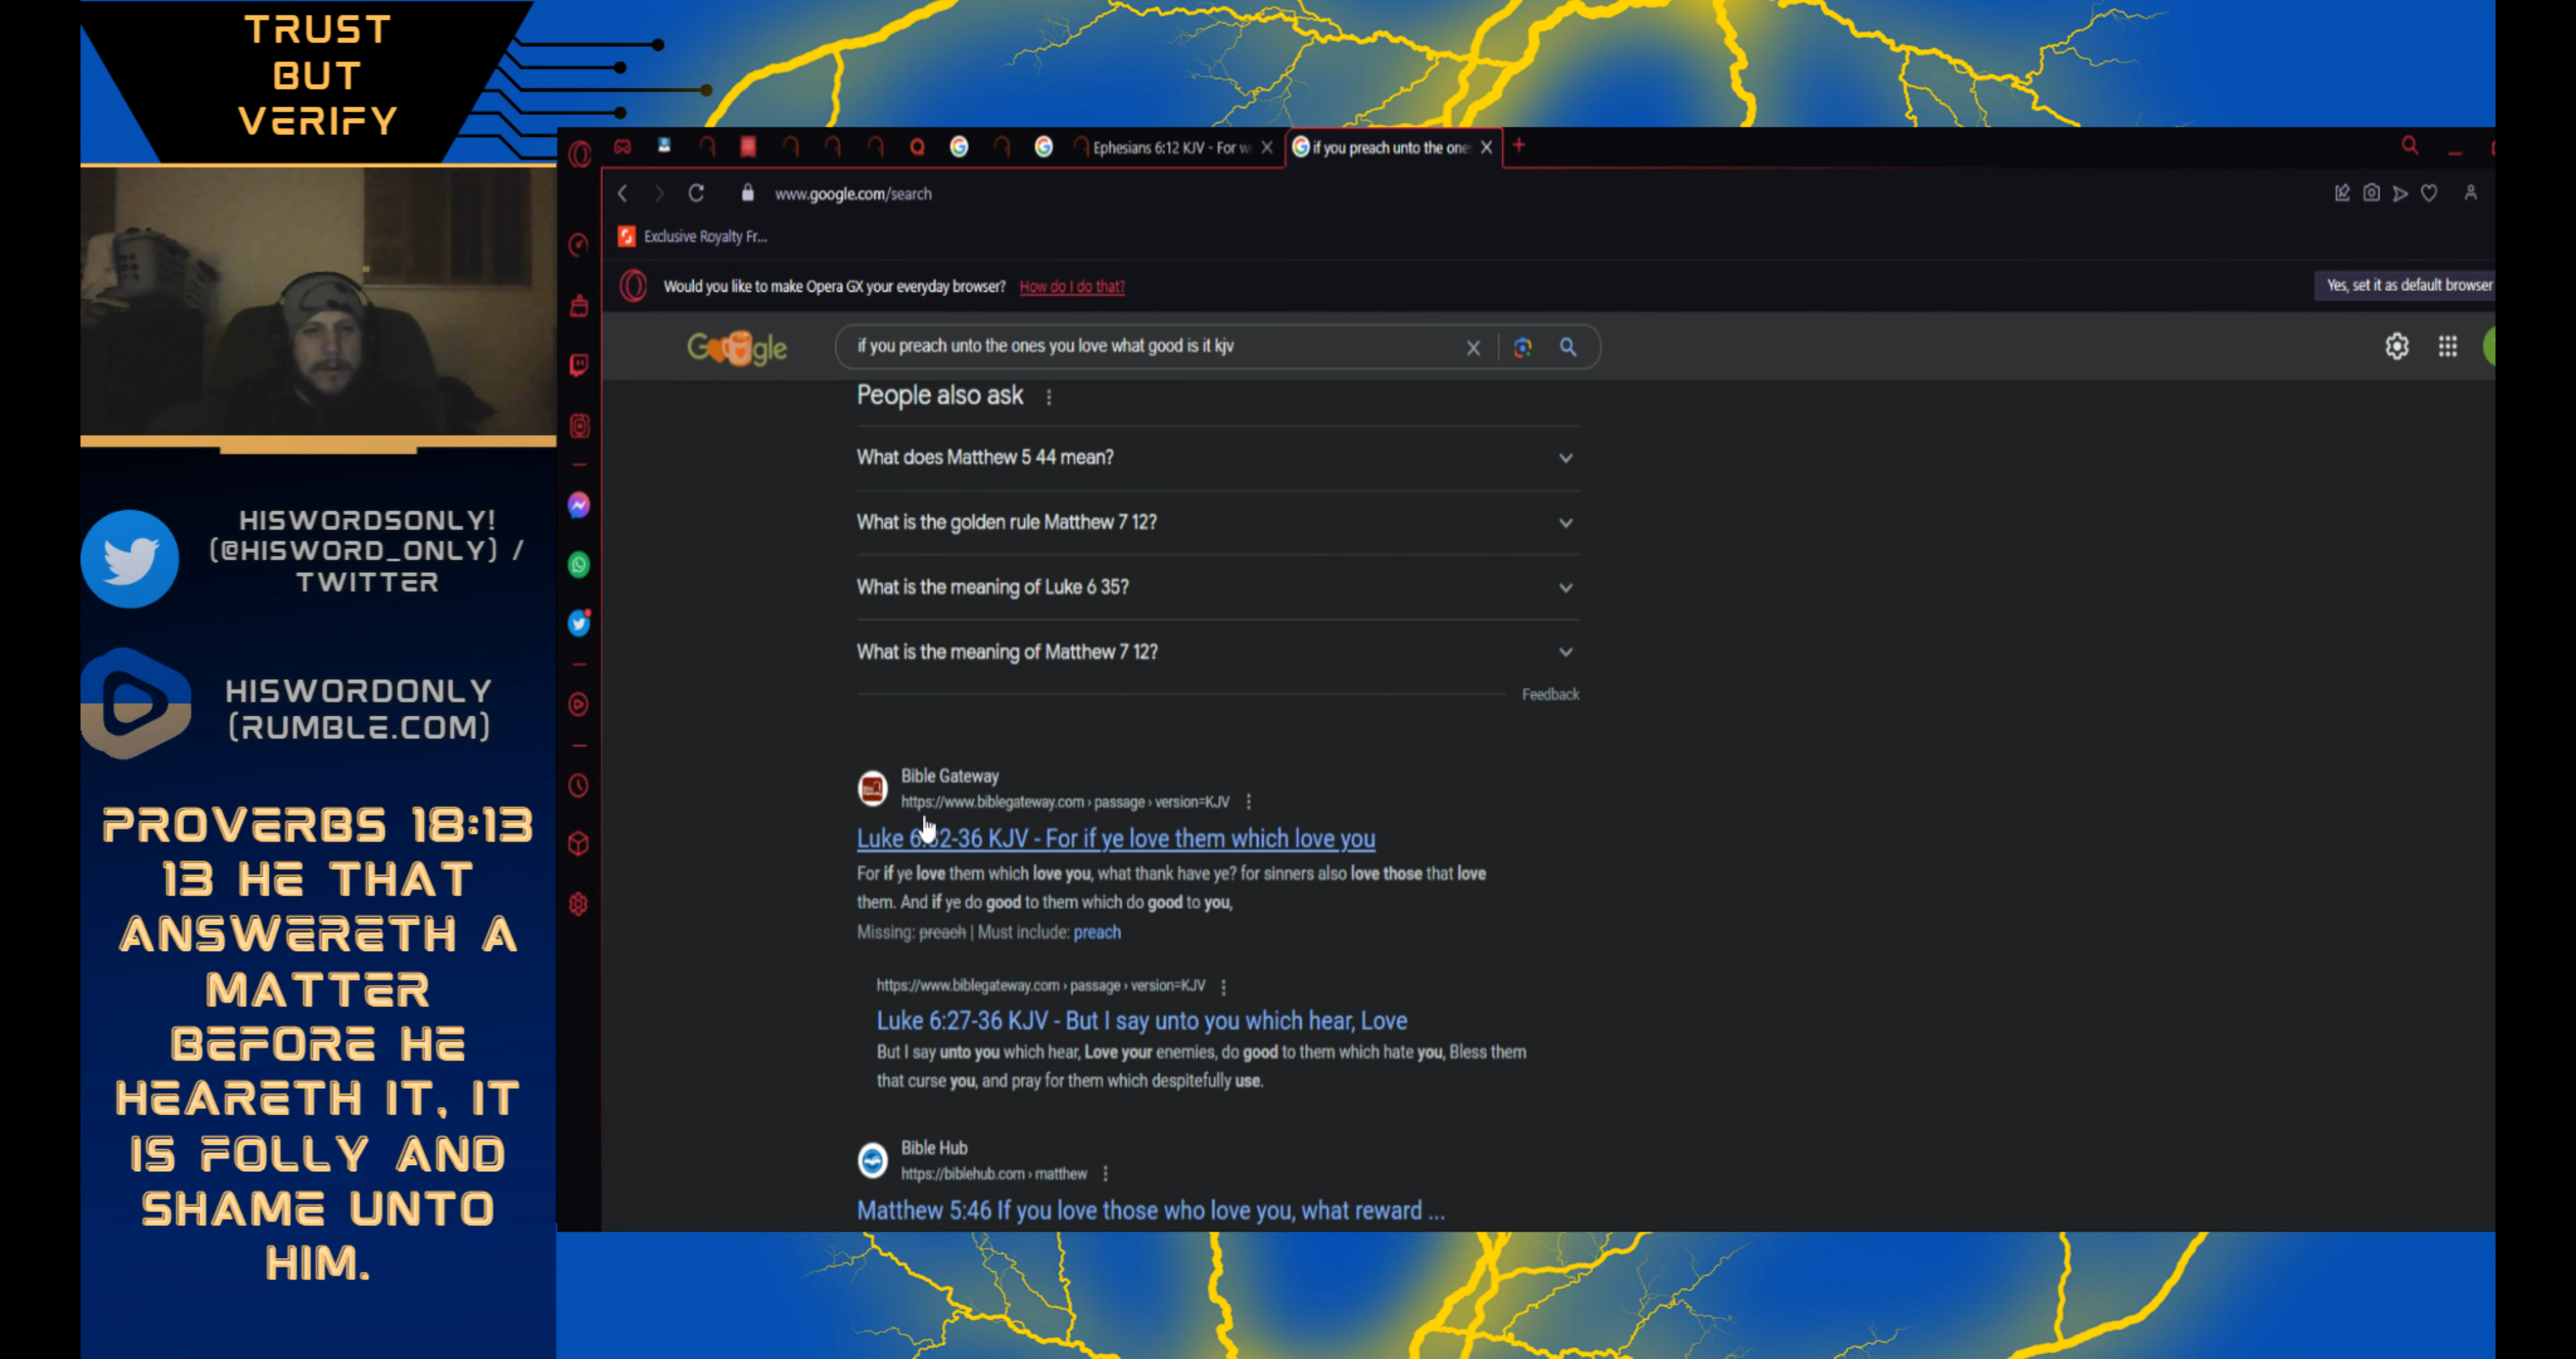 TRUST
BUT
VERIFY
HISWORDSONLY!
(@HISWORD_ONLY) /
TWITTER
HISWORDONLY
(RUMBLE.COM)
PROVERBS 18:13
13 HE THAT
ANSWERETH A
MATTER
BEFORE HE
HEARETH IT, IT
IS FOLLY AND
SHAME UNTO
HIM.
Ephesians 6:12 KJV - For w
if you preach unto the one
www.google.com/search
Exclusive Royalty Fr...
Would you like to make Opera GX your everyday browser? How do I do that?
Yes, set it as default browser
Google
if you preach unto the ones you love what good is it kjv
People also ask
What does Matthew 5 44 mean?
What is the golden rule Matthew 7 12?
What is the meaning of Luke 6 35?
What is the meaning of Matthew 7 12?
Feedback
Bible Gateway
https://www.biblegateway.com › passage › version=KJV
Luke 6:32-36 KJV - For if ye love them which love you
For if ye love them which love you, what thank have ye? for sinners also love those that love
them. And if ye do good to them which do good to you,
Missing: preach | Must include: preach
https://www.biblegateway.com › passage › version=KJV
Luke 6:27-36 KJV - But I say unto you which hear, Love
But I say unto you which hear, Love your enemies, do good to them which hate you, Bless them
that curse you, and pray for them which despitefully use.
Bible Hub
https://biblehub.com › matthew
Matthew 5:46 If you love those who love you, what reward ...